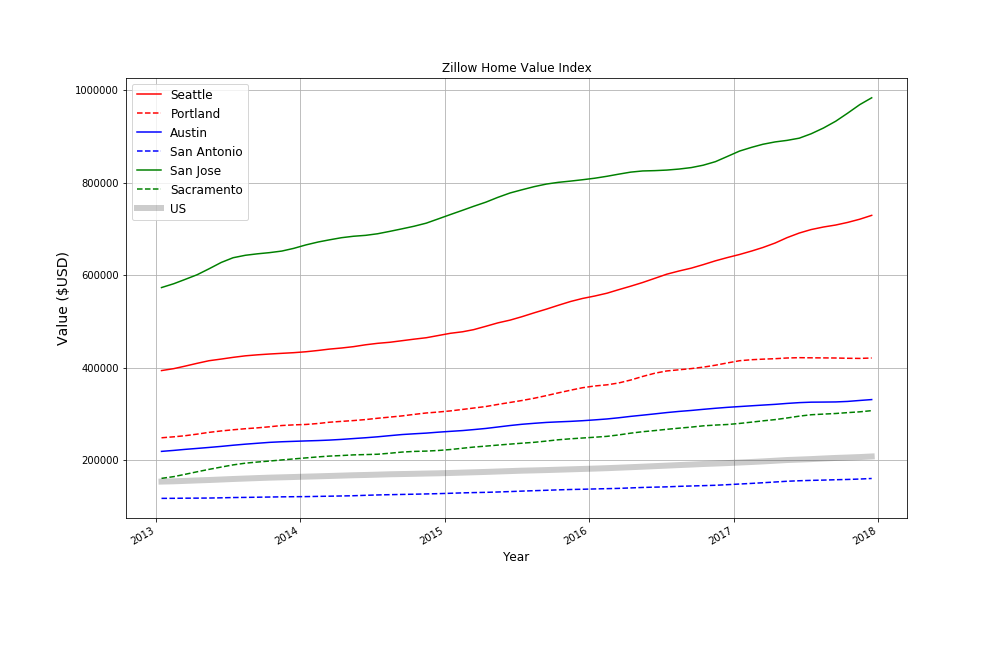 Zillow Home Value Index
1000000
800000
600000
400000
200000
Value ($USD)
Seattle
Portland
Austin
San Antonio
San Jose
Sacramento
US
2013
2014
2015
2016
2017
2018
Year